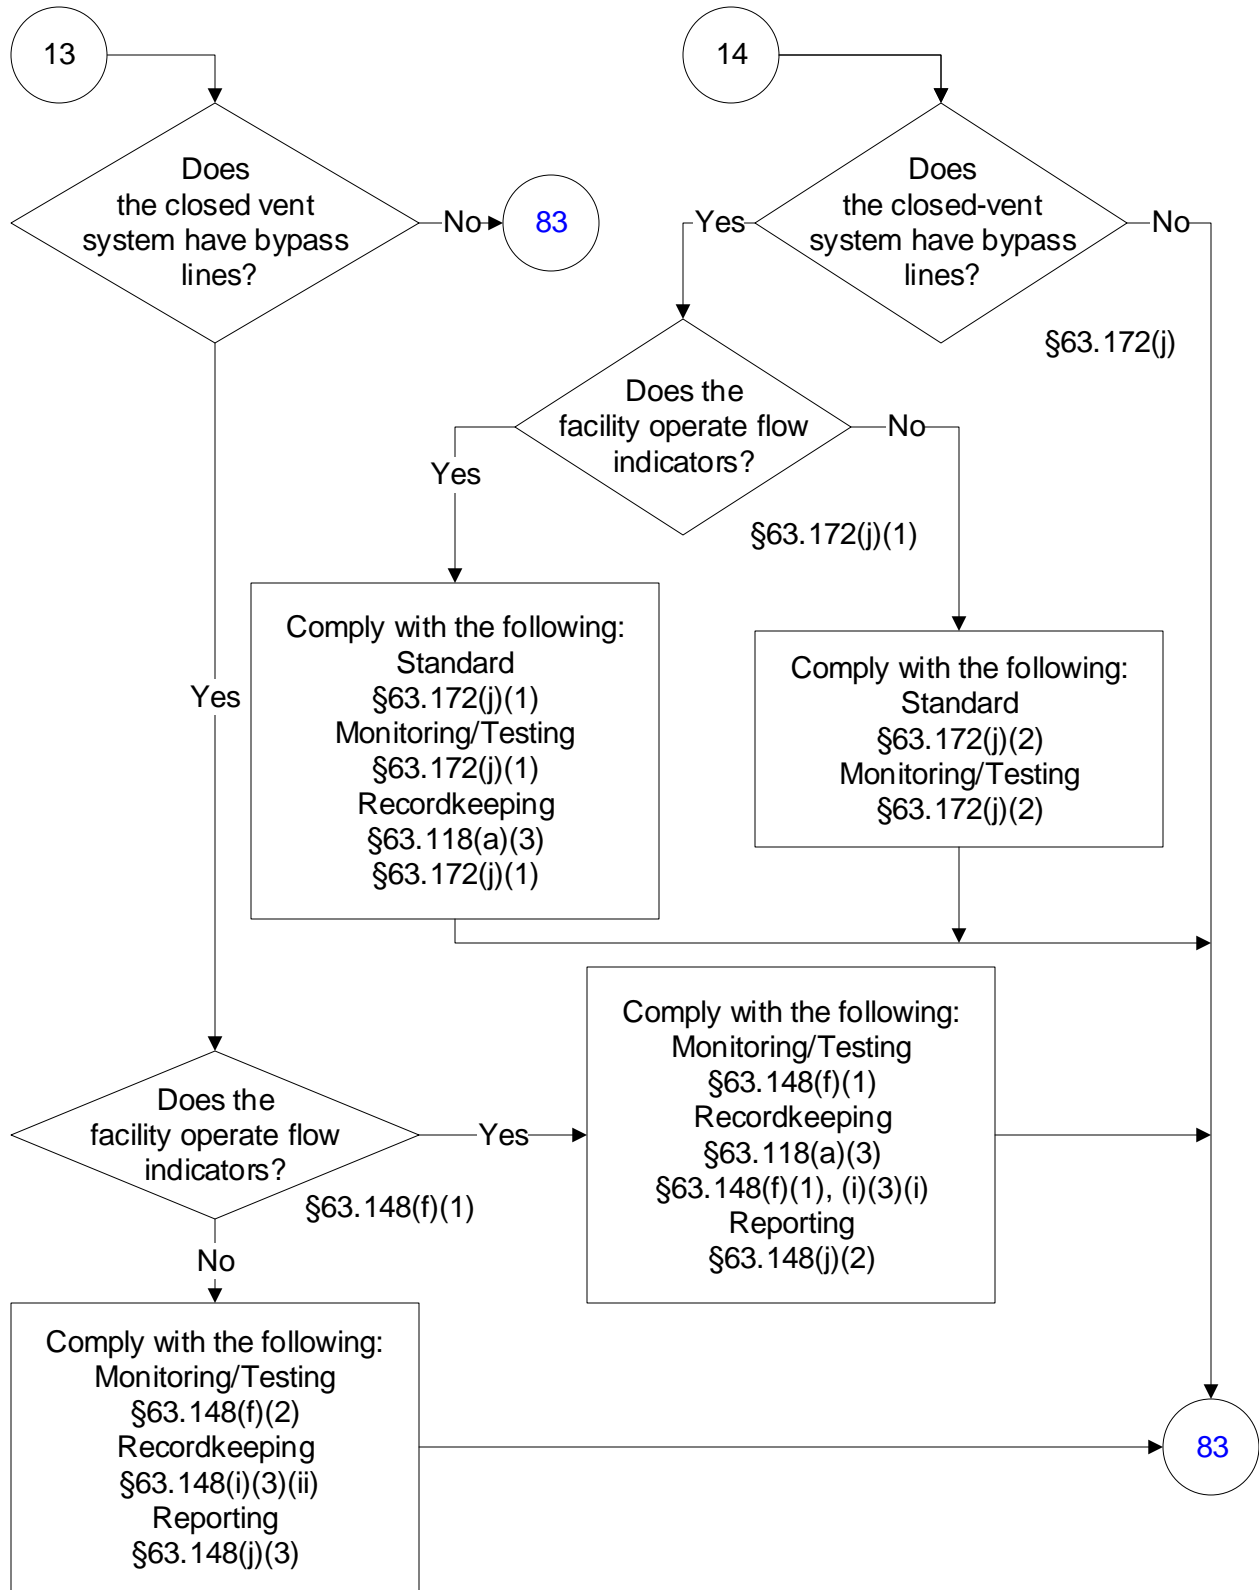 13
14
Does
the closed vent
system have bypass
lines?
No
83
Does
the closed-vent
system have bypass
lines?
Yes
No
§63.172(j)
Does the
facility operate flow
indicators?
Yes
No
§63.172(j)(1)
Comply with the following:
Standard
§63.172(j)(1)
Monitoring/Testing
§63.172(j)(1)
Recordkeeping
§63.118(a)(3)
§63.172(j)(1)
Comply with the following:
Standard
§63.172(j)(2)
Monitoring/Testing
§63.172(j)(2)
Yes
Does the
facility operate flow
indicators?
Yes
§63.148(f)(1)
No
Comply with the following:
Monitoring/Testing
§63.148(f)(1)
Recordkeeping
§63.118(a)(3)
§63.148(f)(1), (i)(3)(i)
Reporting
§63.148(j)(2)
Comply with the following:
Monitoring/Testing
§63.148(f)(2)
Recordkeeping
§63.148(i)(3)(ii)
Reporting
§63.148(j)(3)
83